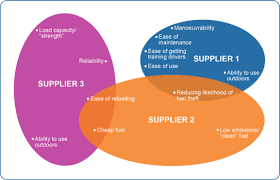 • Load capacity/
"strength"
Reliability •
SUPPLIER 3
• Ability to use
outdoors
• Manoeuvrability
• Ease of
maintenance
• Ease of getting
training drivers
• Ease of use
SUPPLIER 1
• Ability to use
outdoors
• Ease of refuelling
• Reducing likelihood of
fuel theft
SUPPLIER 2
• Cheap fuel
• Low emissions/
"clean" fuel